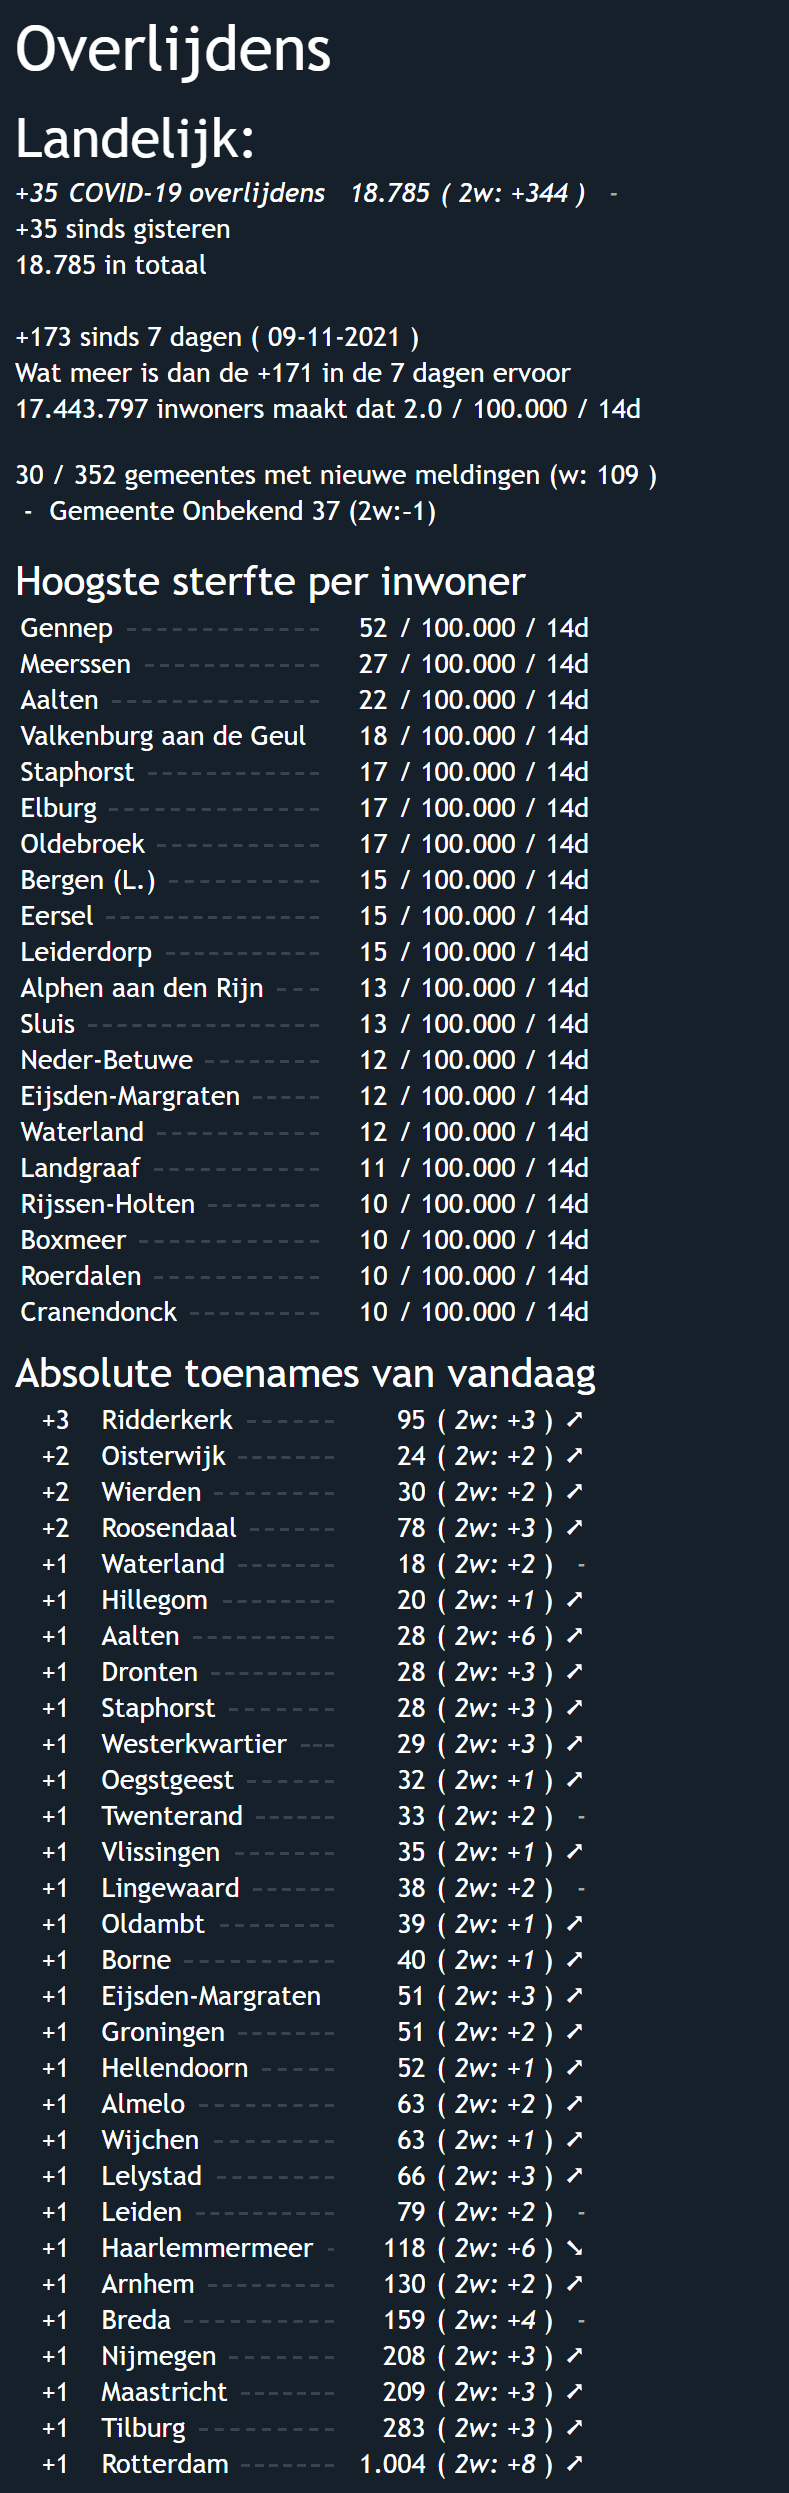 Overlijdens
Landelijk:
+35 COVID-19 overlijdens 18.785 ( 2w: +344 ) -
+35 sinds gisteren
18.785 in totaal
+173 sinds 7 dagen ( 09-11-2021 )
Wat meer is dan de +171 in de 7 dagen ervoor
17.443.797 inwoners maakt dat 2.0 / 100.000 / 14d
30 / 352 gemeentes met nieuwe meldingen (w: 109 )
- Gemeente Onbekend 37 (2w:-1)
Hoogste sterfte per inwoner
Gennep ------------- 52 / 100.000 / 14d
Meerssen ------------ 27 / 100.000 / 14d
Aalten -------------- 22 / 100.000 / 14d
Valkenburg aan de Geul 18 / 100.000 / 14d
Staphorst ------------ 17 / 100.000 / 14d
Elburg -------------- 17 / 100.000 / 14d
Oldebroek ----------- 17 / 100.000 / 14d
Bergen (L.) ---------- 15 / 100.000 / 14d
Eersel -------------- 15 / 100.000 / 14d
Leiderdorp ---------- 15 / 100.000 / 14d
Alphen aan den Rijn --- 13 / 100.000 / 14d
Sluis --------------- 13 / 100.000 / 14d
Neder-Betuwe -------- 12 / 100.000 / 14d
Eijsden-Margraten ----- 12 / 100.000 / 14d
Waterland ----------- 12 / 100.000 / 14d
Landgraaf ----------- 11 / 100.000 / 14d
Rijssen-Holten -------- 10 / 100.000 / 14d
Boxmeer ------------ 10 / 100.000 / 14d
Roerdalen ----------- 10 / 100.000 / 14d
Cranendonck --------- 10 / 100.000 / 14d
Absolute toenames van vandaag
+3 Ridderkerk ------ 95 ( 2w: +3 ) ➚
+2 Oisterwijk ------- 24 ( 2w: +2 ) ➚
+2 Wierden -------- 30 ( 2w: +2 ) ➚
+2 Roosendaal ------ 78 ( 2w: +3 ) ➚
+1 Waterland ------- 18 ( 2w: +2 ) -
+1 Hillegom -------- 20 ( 2w: +1 ) ➚
+1 Aalten ---------- 28 ( 2w: +6 ) ➚
+1 Dronten --------- 28 ( 2w: +3 ) ➚
+1 Staphorst ------- 28 ( 2w: +3 ) ➚
+1 Westerkwartier --- 29 ( 2w: +3 ) ➚
+1 Oegstgeest ------ 32 ( 2w: +1 ) ➚
+1 Twenterand ------ 33 ( 2w: +2 ) -
+1 Vlissingen ------- 35 ( 2w: +1 ) ➚
+1 Lingewaard ------ 38 ( 2w: +2 ) -
+1 Oldambt -------- 39 ( 2w: +1 ) ➚
+1 Borne ----------- 40 ( 2w: +1 ) ➚
+1 Eijsden-Margraten 51 ( 2w: +3 ) ➚
+1 Groningen ------- 51 ( 2w: +2 ) ➚
+1 Hellendoorn ----- 52 ( 2w: +1 ) ➚
+1 Almelo ---------- 63 ( 2w: +2 ) ➚
+1 Wijchen --------- 63 ( 2w: +1 ) ➚
+1 Lelystad -------- 66 ( 2w: +3 ) ➚
+1 Leiden ---------- 79 ( 2w: +2 ) -
+1 Haarlemmermeer - 118 ( 2w: +6 ) ➘
+1 Arnhem --------- 130 ( 2w: +2 ) ➚
+1 Breda ----------- 159 ( 2w: +4 ) -
+1 Nijmegen -------- 208 ( 2w: +3 ) ➚
+1 Maastricht ------- 209 ( 2w: +3 ) ➚
+1 Tilburg ---------- 283 ( 2w: +3 ) ➚
+1 Rotterdam ------- 1.004 ( 2w: +8 ) ➚